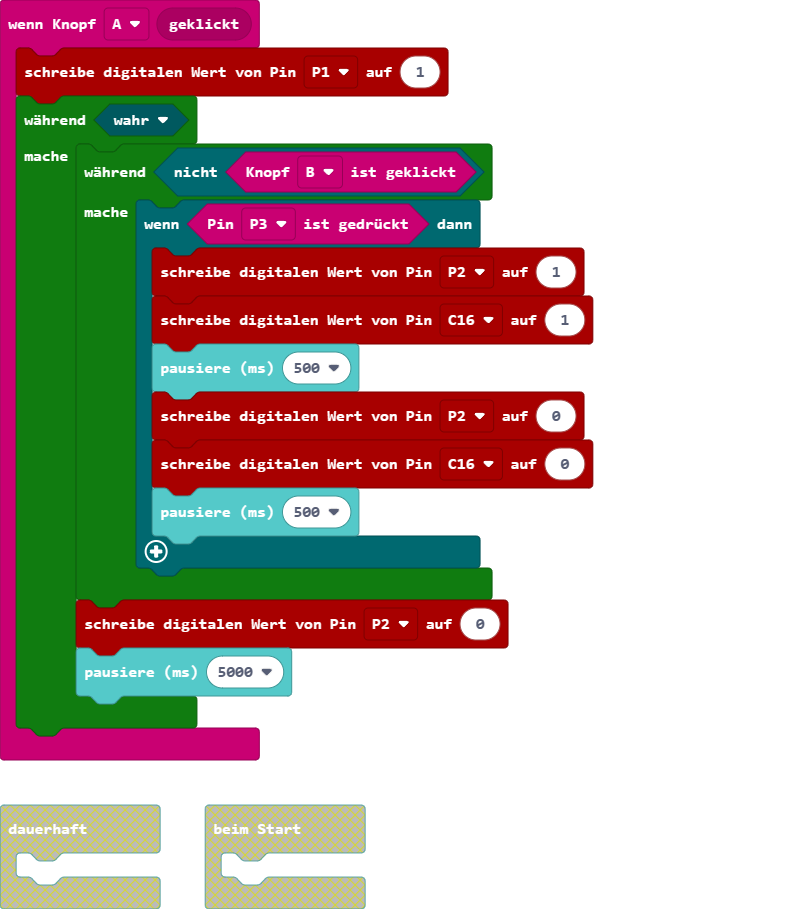 wenn Knopf A geklickt
schreibe digitalen Wert von Pin P1 auf 1
während wahr
mache
während nicht Knopf B ist geklickt
mache
wenn Pin P3 ist gedrückt dann
schreibe digitalen Wert von Pin P2 auf 1
schreibe digitalen Wert von Pin C16 auf 1
pausiere (ms) 500
schreibe digitalen Wert von Pin P2 auf 0
schreibe digitalen Wert von Pin C16 auf 0
pausiere (ms) 500
schreibe digitalen Wert von Pin P2 auf 0
pausiere (ms) 5000
dauerhaft beim Start